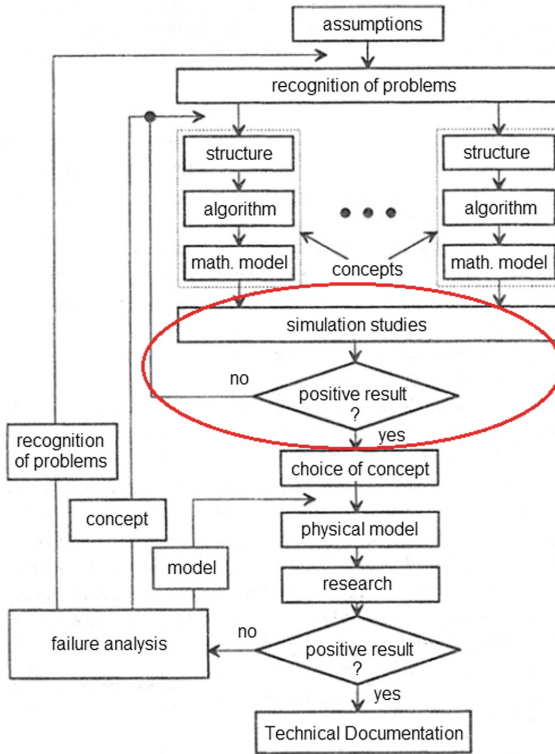 assumptions
recognition of problems
structure
structure
algorithm
algorithm
math. model
concepts
math. model
simulation studies
no
positive result
?
yes
recognition
of problems
choice of concept
concept
physical model
model
research
failure analysis
no
positive result
?
yes
Technical Documentation